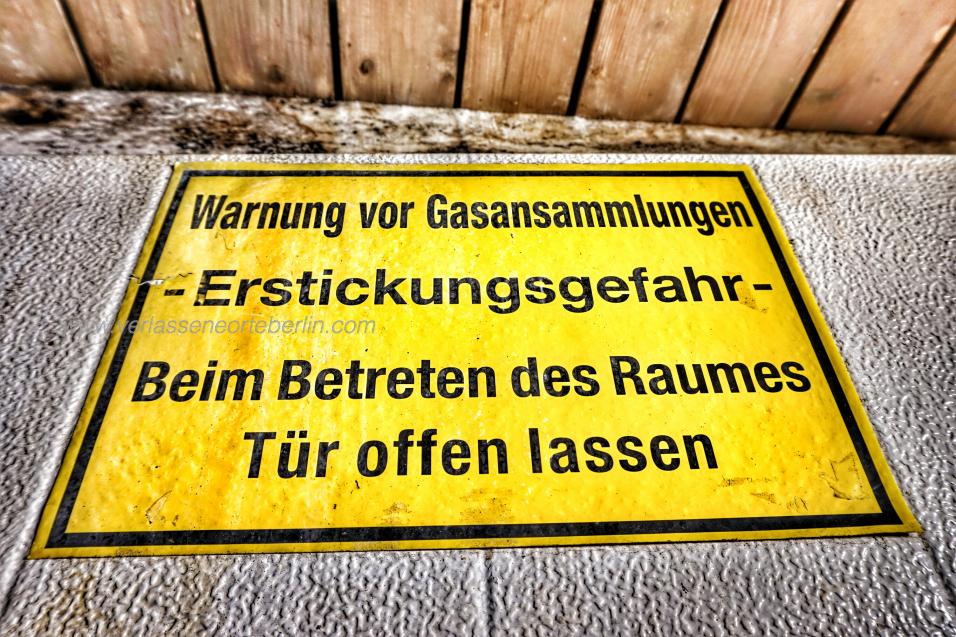 Warnung vor Gasansammlungen
- Erstickungsgefahr -
www.verlasseneorteberlin.com
Beim Betreten des Raumes
Tür offen lassen